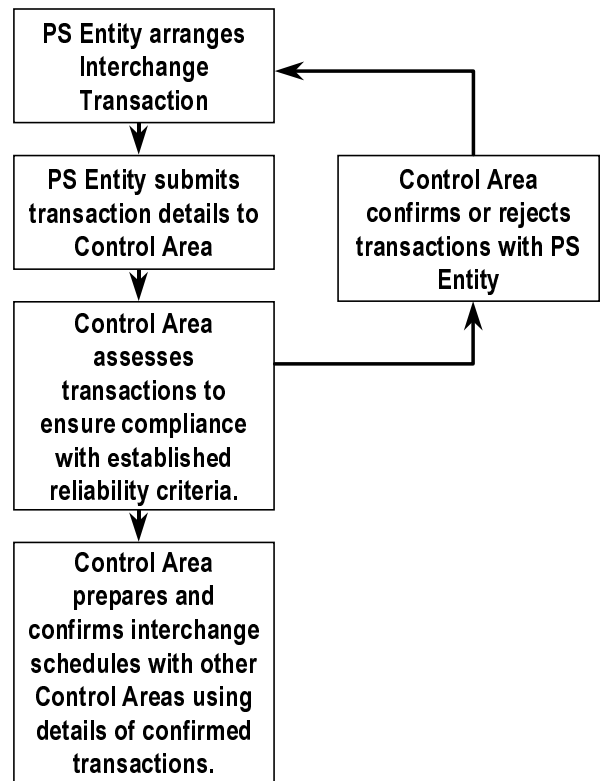 PS Entity arranges
Interchange
Transaction
PS Entity submits
transaction details to
Control Area
Control Area
confirms or rejects
transactions with PS
Entity
Control Area
assesses
transactions to
ensure compliance
with established
reliability criteria.
Control Area
prepares and
confirms interchange
schedules with other
Control Areas using
details of confirmed
transactions.